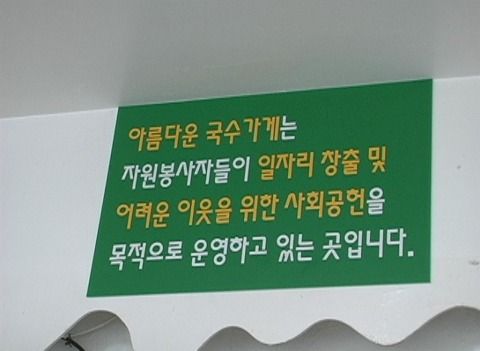 아름다운 국수가게는
자원봉사자들이 일자리 창출 및
어려운 이웃을 위한 사회공헌을
목적으로 운영하고 있는 곳입니다.